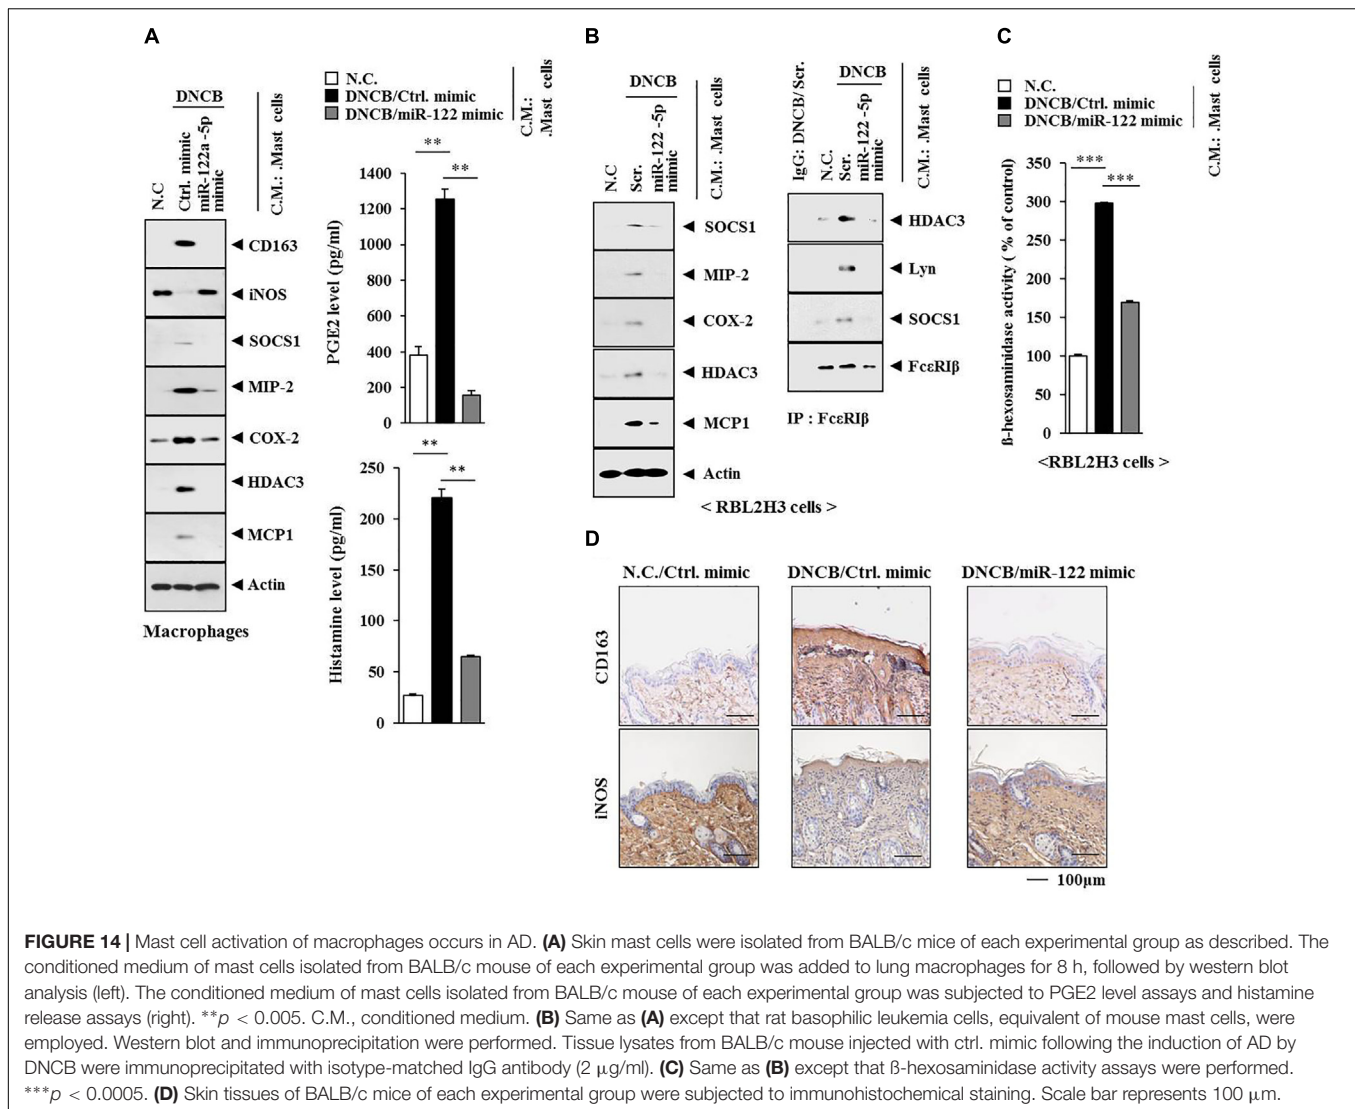 A
N.C.
DNCB/Ctrl. mimic
DNCB/miR-122 mimic
C.M.:
.Mast cells
DNCB
N.C
Ctrl. mimic
miR-122a -5p
mimic
C.M.: .Mast cells
CD163
iNOS
SOCS1
MIP-2
COX-2
HDAC3
MCP1
Actin
Macrophages
**
**
PGE2 level (pg/ml)
1400
1200
1000
800
600
400
200
0
**
**
Histamine level (pg/ml)
250
200
150
100
50
0
B
DNCB
N.C
Scr.
miR-122 -5p
mimic
C.M.: .Mast cells
SOCS1
MIP-2
COX-2
HDAC3
MCP1
Actin
< RBL2H3 cells >
DNCB
IgG: DNCB/ Scr.
N.C.
Scr.
miR-122-5p
mimic
C.M.: .Mast cells
HDAC3
Lyn
SOCS1
FcεRIβ
IP : FcεRIβ
C
N.C.
DNCB/Ctrl. mimic
DNCB/miR-122 mimic
C.M.: .Mast cells
***
***
ß-hexosaminidase activity ( % of control)
350
300
250
200
150
100
50
0
<RBL2H3 cells >
D
N.C./Ctrl. mimic
DNCB/Ctrl. mimic
DNCB/miR-122 mimic
CD163
iNOS
100μm
FIGURE 14 | Mast cell activation of macrophages occurs in AD. (A) Skin mast cells were isolated from BALB/c mice of each experimental group as described. The
conditioned medium of mast cells isolated from BALB/c mouse of each experimental group was added to lung macrophages for 8 h, followed by western blot
analysis (left). The conditioned medium of mast cells isolated from BALB/c mouse of each experimental group was subjected to PGE2 level assays and histamine
release assays (right). **p < 0.005. C.M., conditioned medium. (B) Same as (A) except that rat basophilic leukemia cells, equivalent of mouse mast cells, were
employed. Western blot and immunoprecipitation were performed. Tissue lysates from BALB/c mouse injected with ctrl. mimic following the induction of AD by
DNCB were immunoprecipitated with isotype-matched IgG antibody (2 μg/ml). (C) Same as (B) except that ß-hexosaminidase activity assays were performed.
***p < 0.0005. (D) Skin tissues of BALB/c mice of each experimental group were subjected to immunohistochemical staining. Scale bar represents 100 μm.